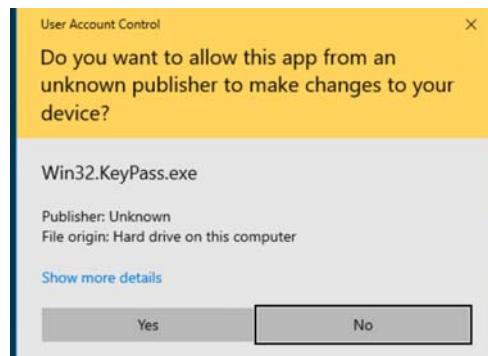 User Account Control
Do you want to allow this app from an
unknown publisher to make changes to your
device?
Win32.KeyPass.exe
Publisher: Unknown
File origin: Hard drive on this computer
Show more details
Yes
No